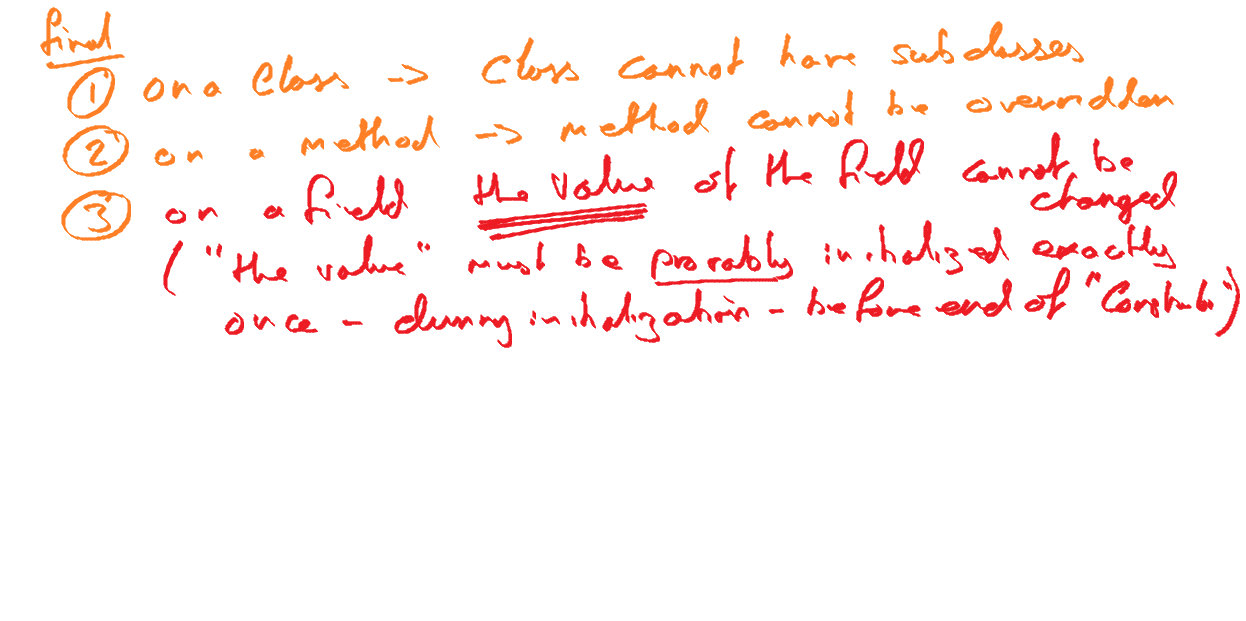 final
① on a Class -> Class cannot have subclasses
② on a method -> method cannot be overridden
③ on a field the value of the field cannot be changed
( "the value" must be provably initialized exactly
once - during initialization - before end of "Constructor")